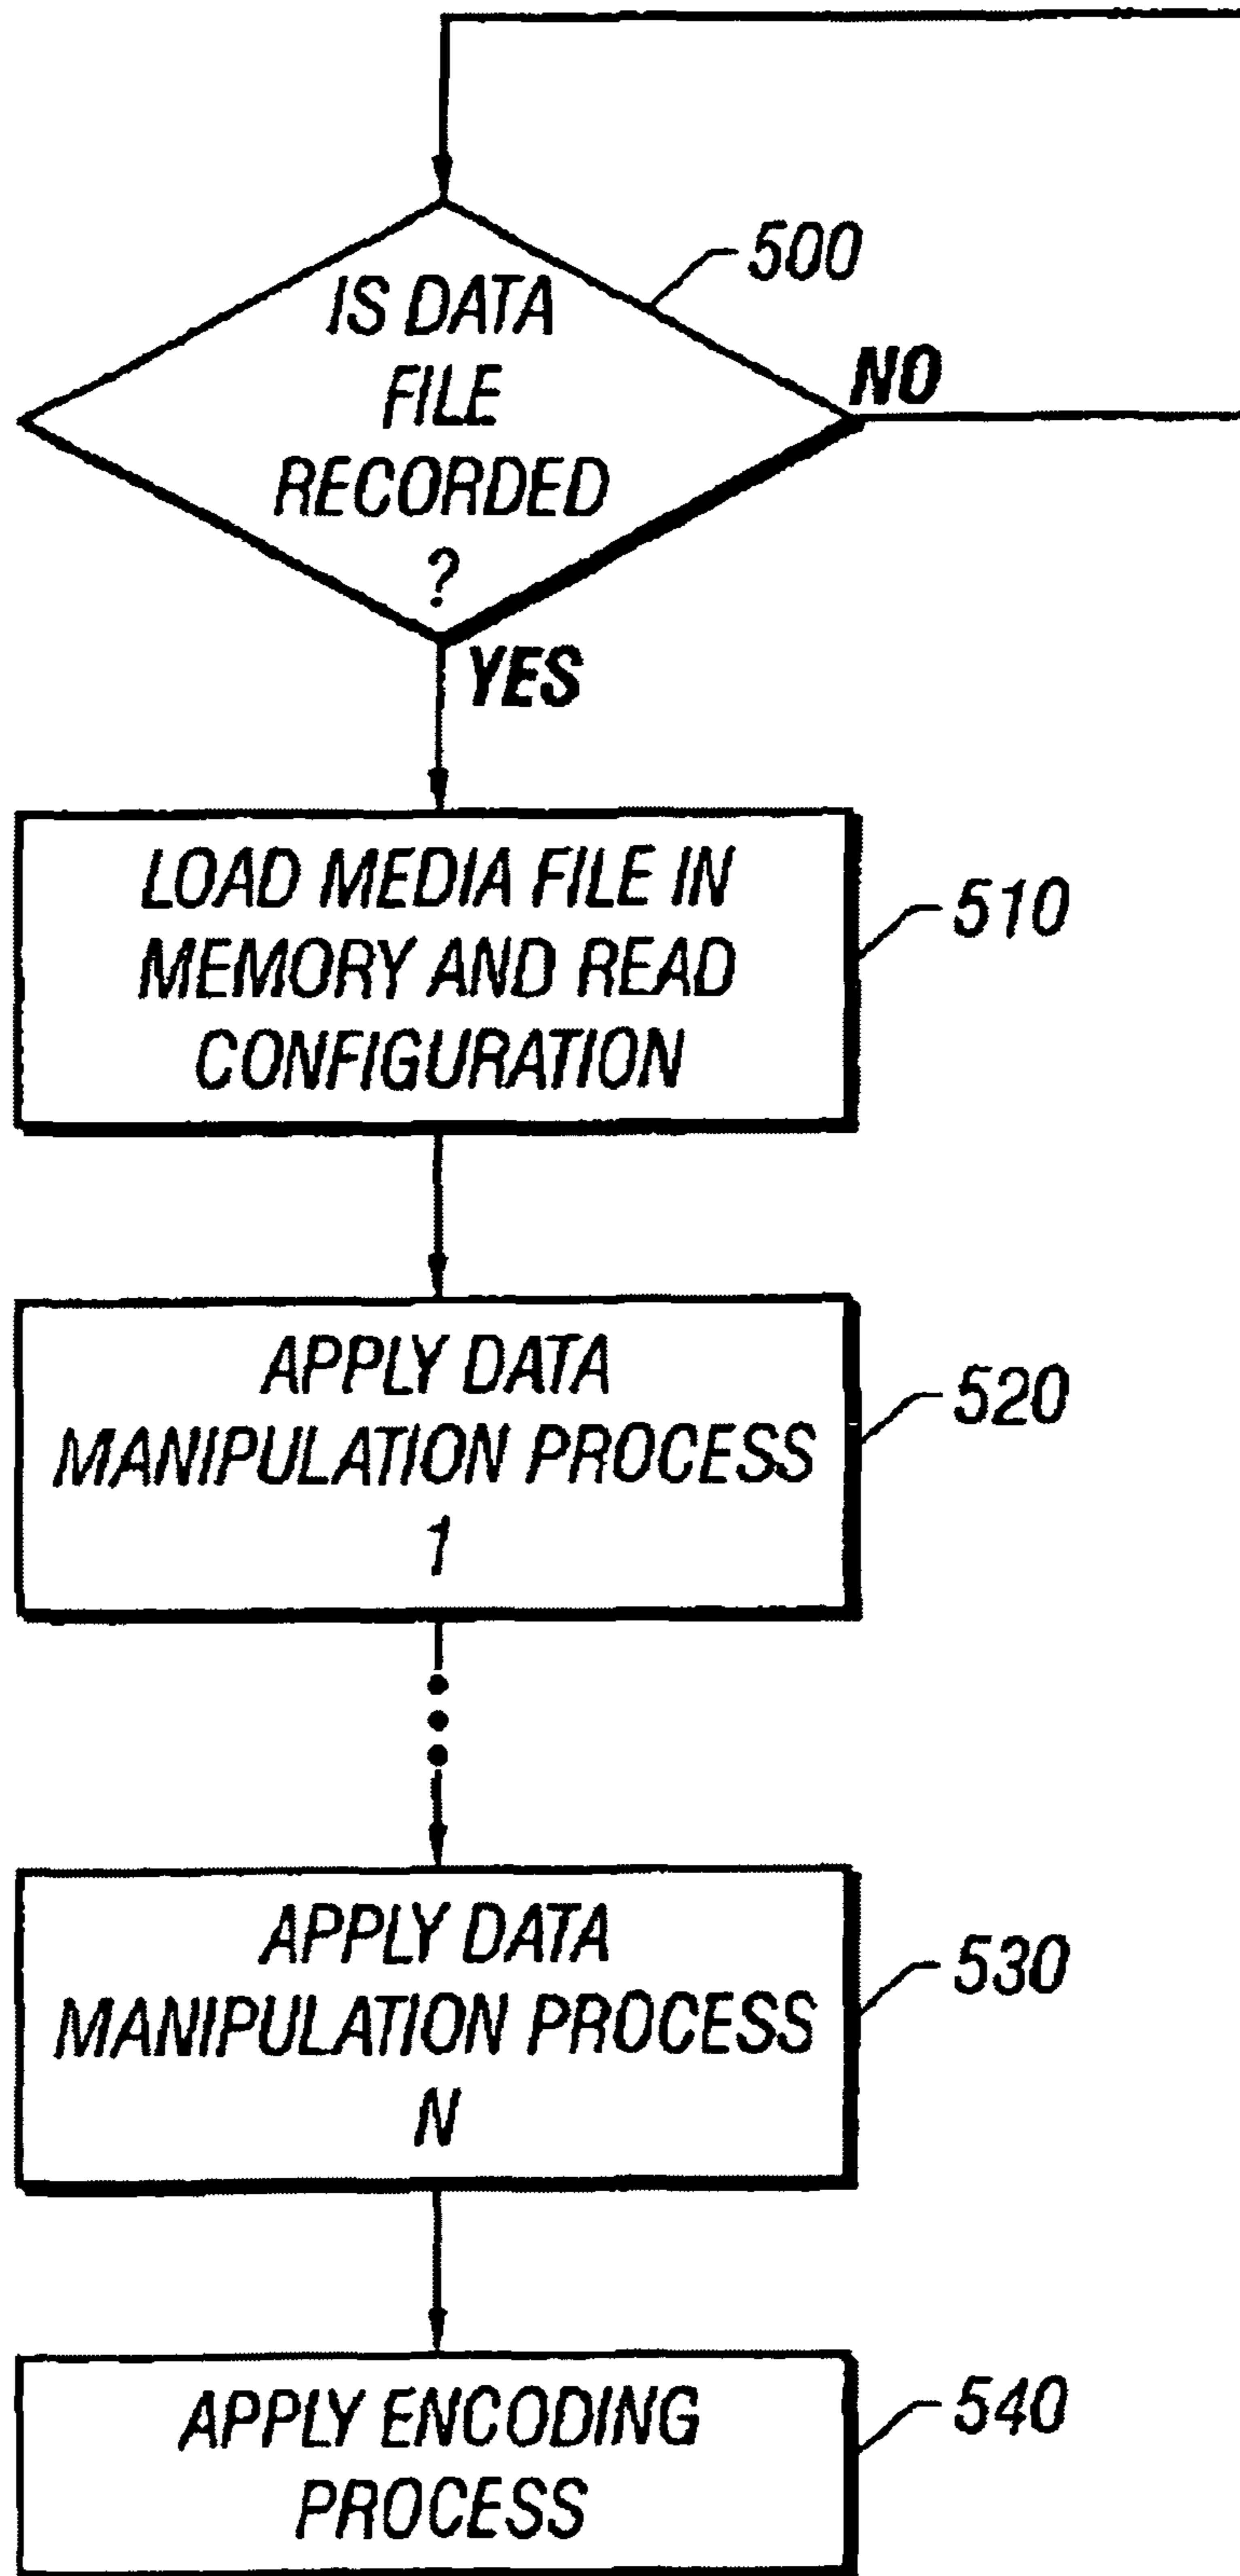 IS DATA
FILE
RECORDED
?
500
NO
YES
LOAD MEDIA FILE IN
MEMORY AND READ
CONFIGURATION
510
APPLY DATA
MANIPULATION PROCESS
1
520
APPLY DATA
MANIPULATION PROCESS
N
530
APPLY ENCODING
PROCESS
540